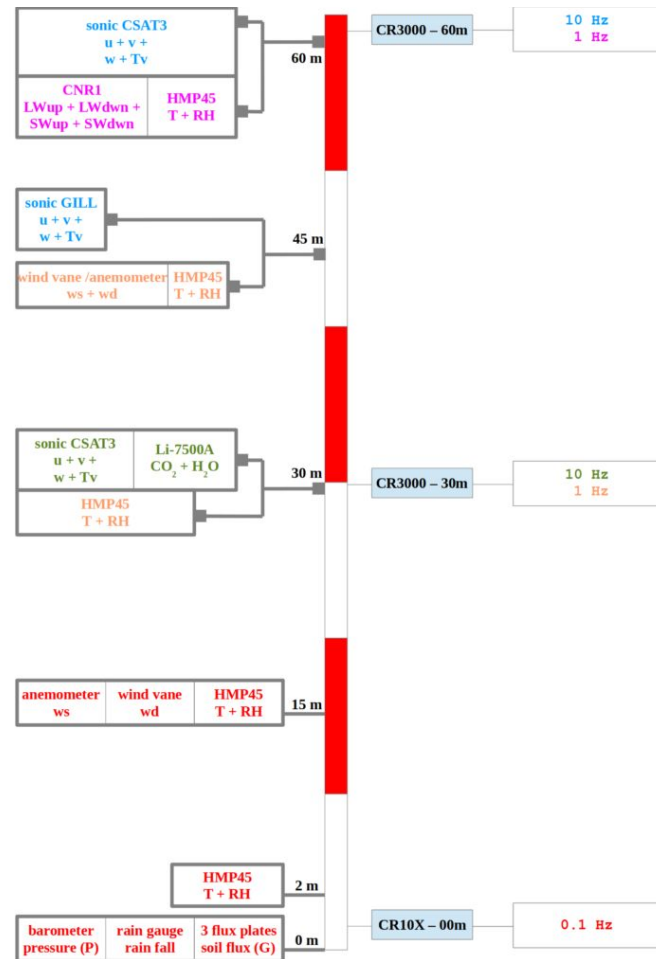 sonic CSAT3
u + v +
w + Tv
CNR1
LWup + LWdwn +
SWup + SWdwn
HMP45
T + RH
60 m
CR3000 – 60m
10 Hz
1 Hz
sonic GILL
u + v +
w + Tv
wind vane /anemometer
ws + wd
HMP45
T + RH
45 m
sonic CSAT3
u + v +
w + Tv
Li-7500A
CO₂ + H₂O
HMP45
T + RH
30 m
CR3000 – 30m
10 Hz
1 Hz
anemometer
ws
wind vane
wd
HMP45
T + RH
15 m
HMP45
T + RH
2 m
barometer
pressure (P)
rain gauge
rain fall
3 flux plates
soil flux (G)
0 m
CR10X – 00m
0.1 Hz